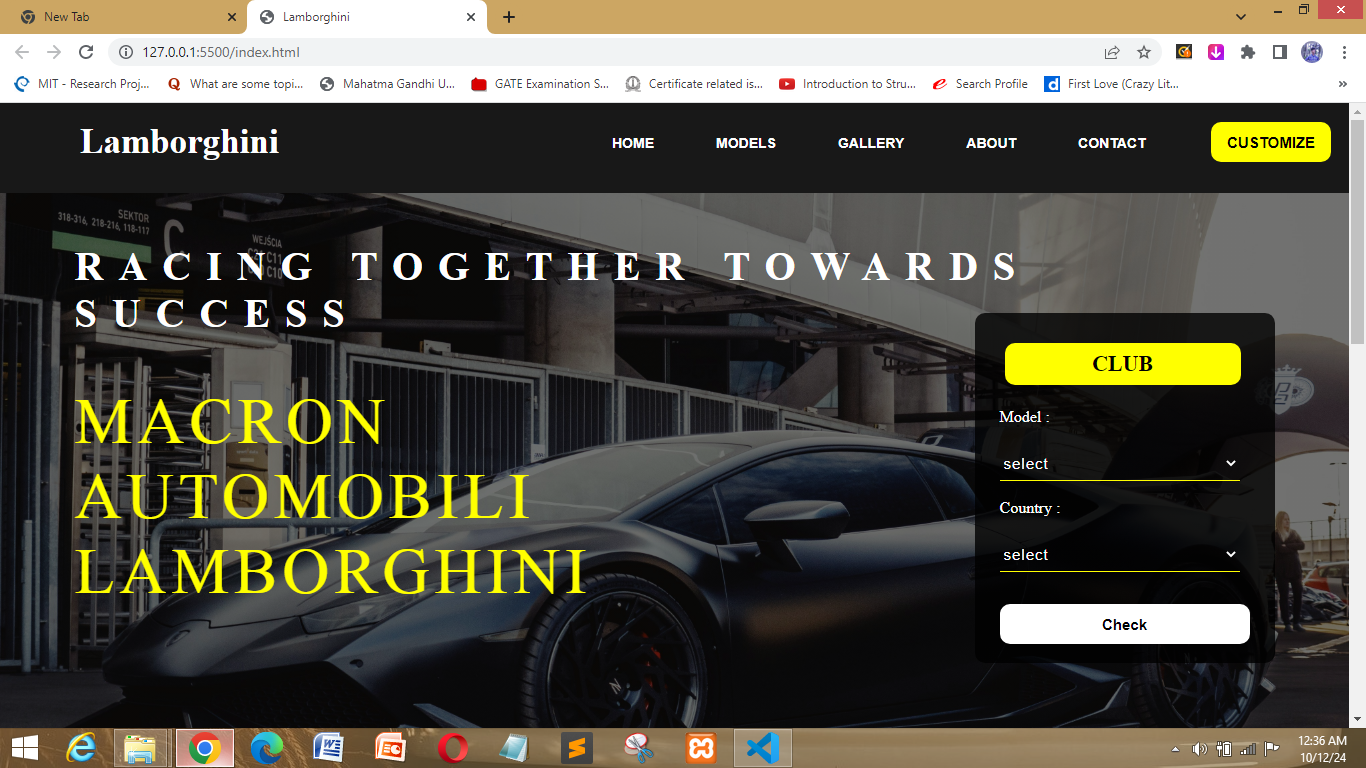 New Tab
Lamborghini
127.0.0.1:5500/index.html
MIT - Research Proj...
What are some topi...
Mahatma Gandhi U...
GATE Examination S...
Certificate related is...
Introduction to Stru...
Search Profile
First Love (Crazy Lit...
Lamborghini
HOME
MODELS
GALLERY
ABOUT
CONTACT
CUSTOMIZE
SEKTOR
318-316, 218-216, 118-117
C
WEJŚCIA
RACING TOGETHER TOWARDS
SUCCESS
MACRON
AUTOMOBILI
LAMBORGHINI
CLUB
Model :
select
Country :
select
Check
12:36 AM
10/12/24